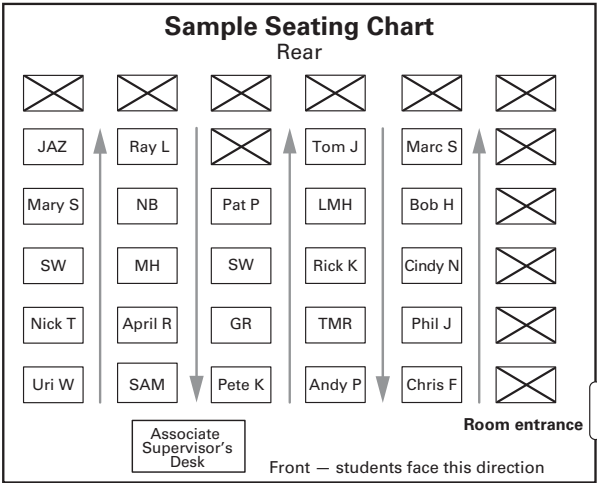 Sample Seating Chart
Rear
JAZ Ray L Tom J Marc S
Mary S NB Pat P LMH Bob H
SW MH SW Rick K Cindy N
Nick T April R GR TMR Phil J
Uri W SAM Pete K Andy P Chris F
Room entrance
Associate
Supervisor's
Desk
Front — students face this direction